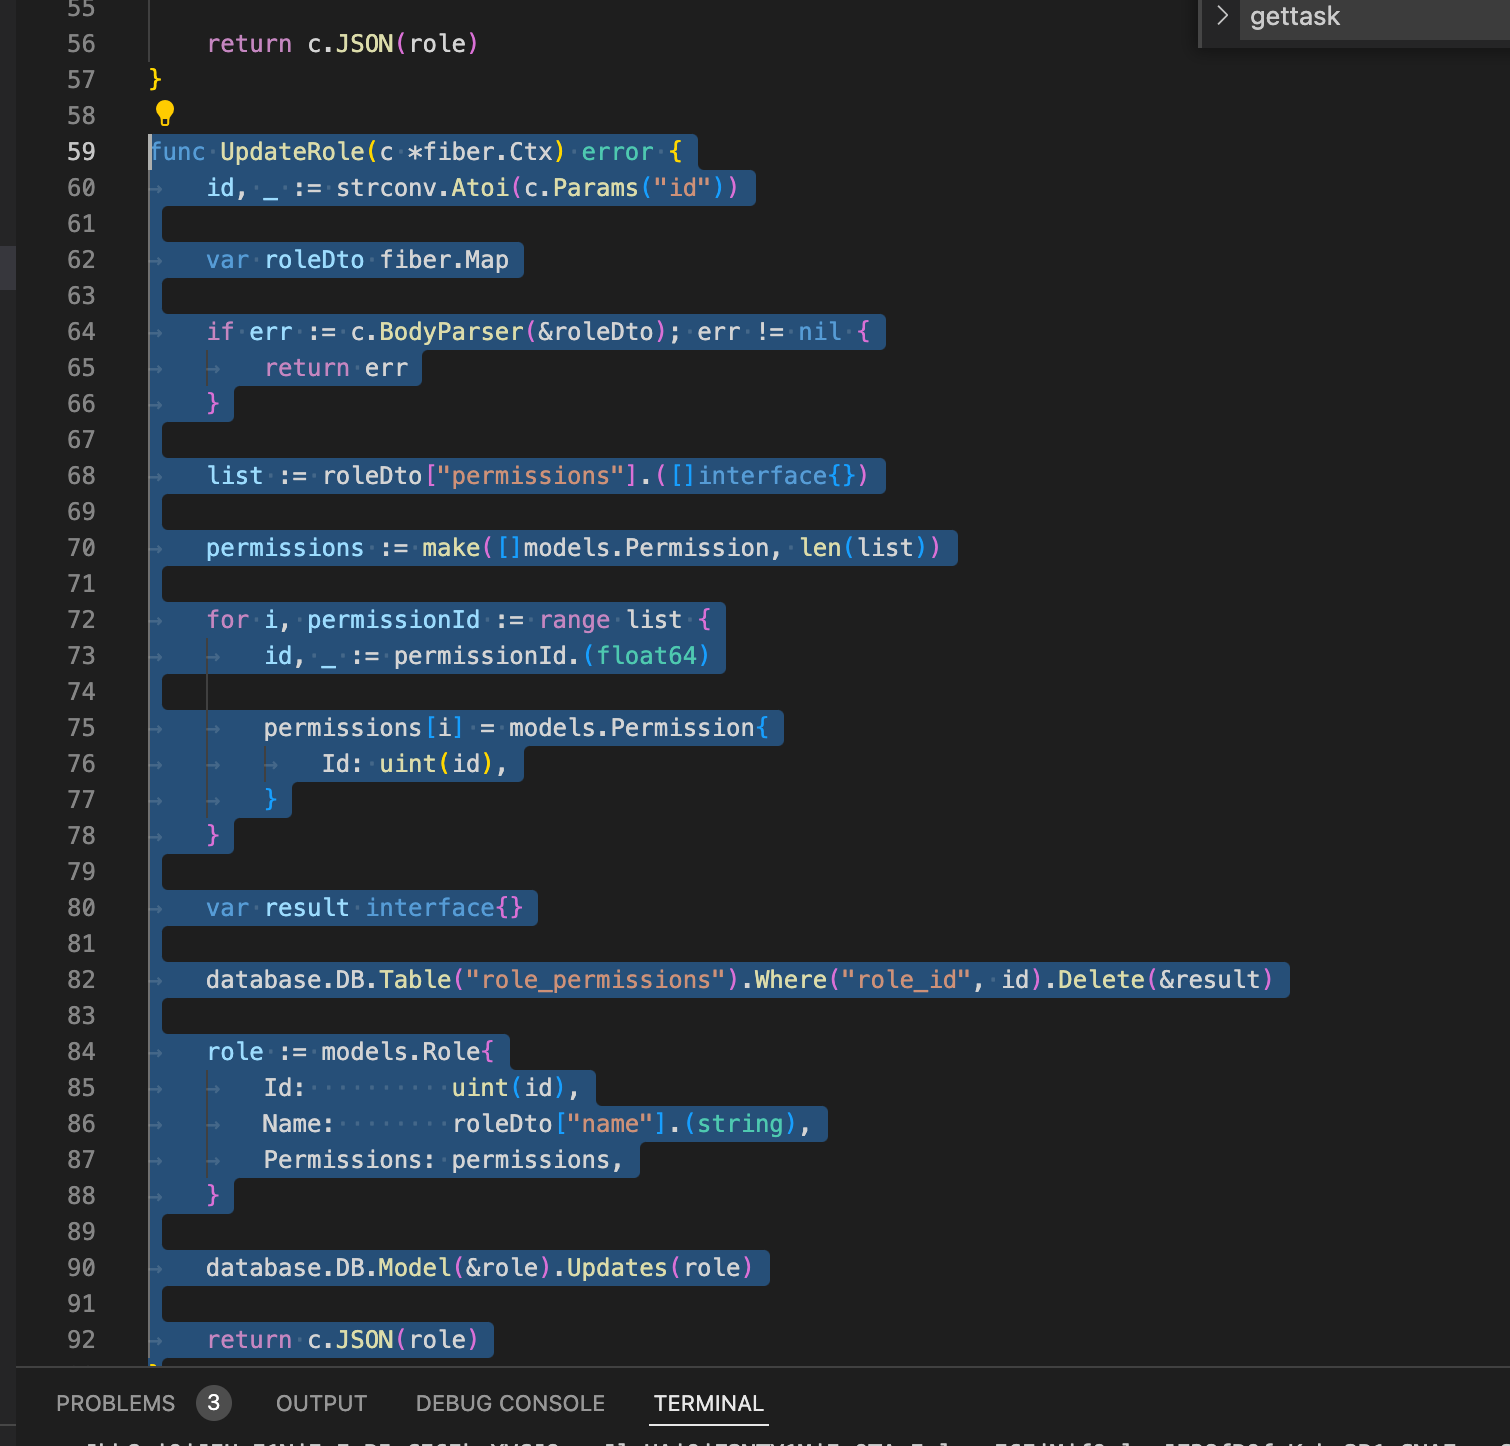 55
gettask
56 return c.JSON(role)
57 }
58
59 func UpdateRole(c *fiber.Ctx) error {
60 id, _ := strconv.Atoi(c.Params("id"))
61
62 var roleDto fiber.Map
63
64 if err := c.BodyParser(&roleDto); err != nil {
65 return err
66 }
67
68 list := roleDto["permissions"].([]interface{})
69
70 permissions := make([]models.Permission, len(list))
71
72 for i, permissionId := range list {
73 id, _ := permissionId.(float64)
74
75 permissions[i] = models.Permission{
76 Id: uint(id),
77 }
78 }
79
80 var result interface{}
81
82 database.DB.Table("role_permissions").Where("role_id", id).Delete(&result)
83
84 role := models.Role{
85 Id: uint(id),
86 Name: roleDto["name"].(string),
87 Permissions: permissions,
88 }
89
90 database.DB.Model(&role).Updates(role)
91
92 return c.JSON(role)
PROBLEMS 3 OUTPUT DEBUG CONSOLE TERMINAL